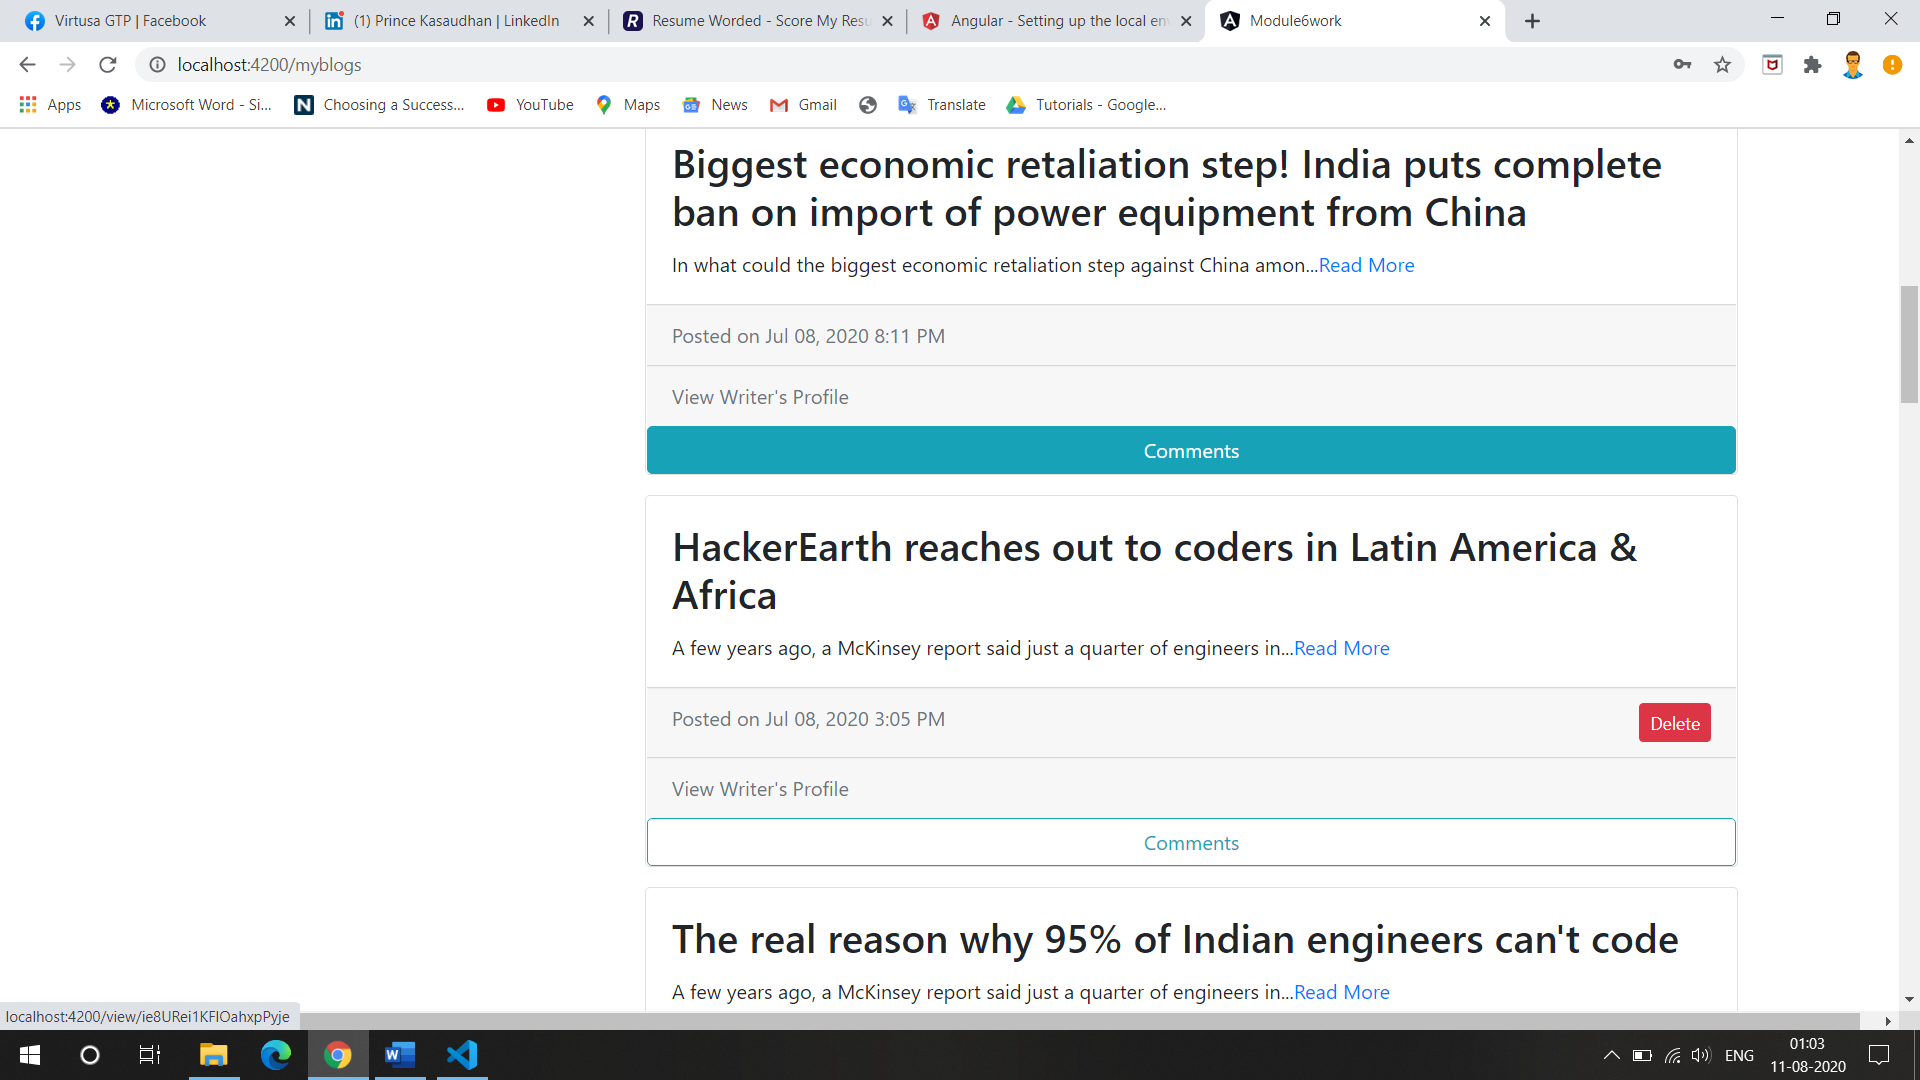 Virtusa GTP | Facebook
(1) Prince Kasaudhan | LinkedIn
Resume Worded - Score My Resu
Angular - Setting up the local en
Module6work
localhost:4200/myblogs
Apps
Microsoft Word - Si...
Choosing a Success...
YouTube
Maps
News
Gmail
Translate
Tutorials - Google...
Biggest economic retaliation step! India puts complete
ban on import of power equipment from China
In what could the biggest economic retaliation step against China amon...Read More
Posted on Jul 08, 2020 8:11 PM
View Writer's Profile
Comments
HackerEarth reaches out to coders in Latin America &
Africa
A few years ago, a McKinsey report said just a quarter of engineers in...Read More
Posted on Jul 08, 2020 3:05 PM
Delete
View Writer's Profile
Comments
The real reason why 95% of Indian engineers can't code
A few years ago, a McKinsey report said just a quarter of engineers in...Read More
ENG
01:03
11-08-2020